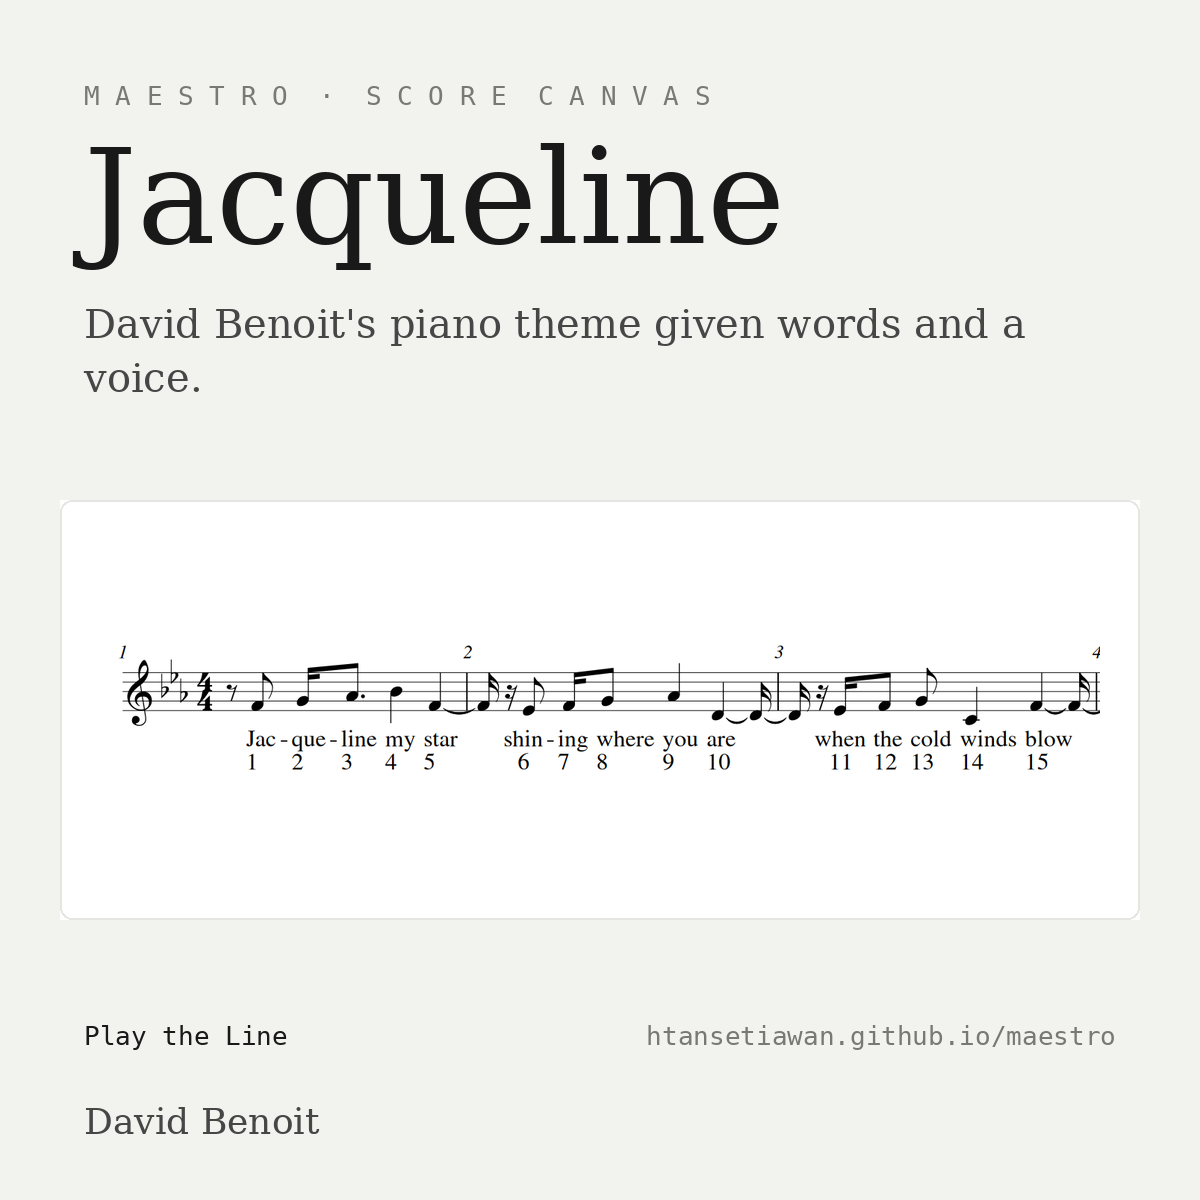 MAESTRO · SCORE CANVAS
Jacqueline
David Benoit's piano theme given words and a
voice.
1 2 3 4
4
4
Jac - que - line my star shin - ing where you are when the cold winds blow
1 2 3 4 5 6 7 8 9 10 11 12 13 14 15
Play the Line htansetiawan.github.io/maestro
David Benoit